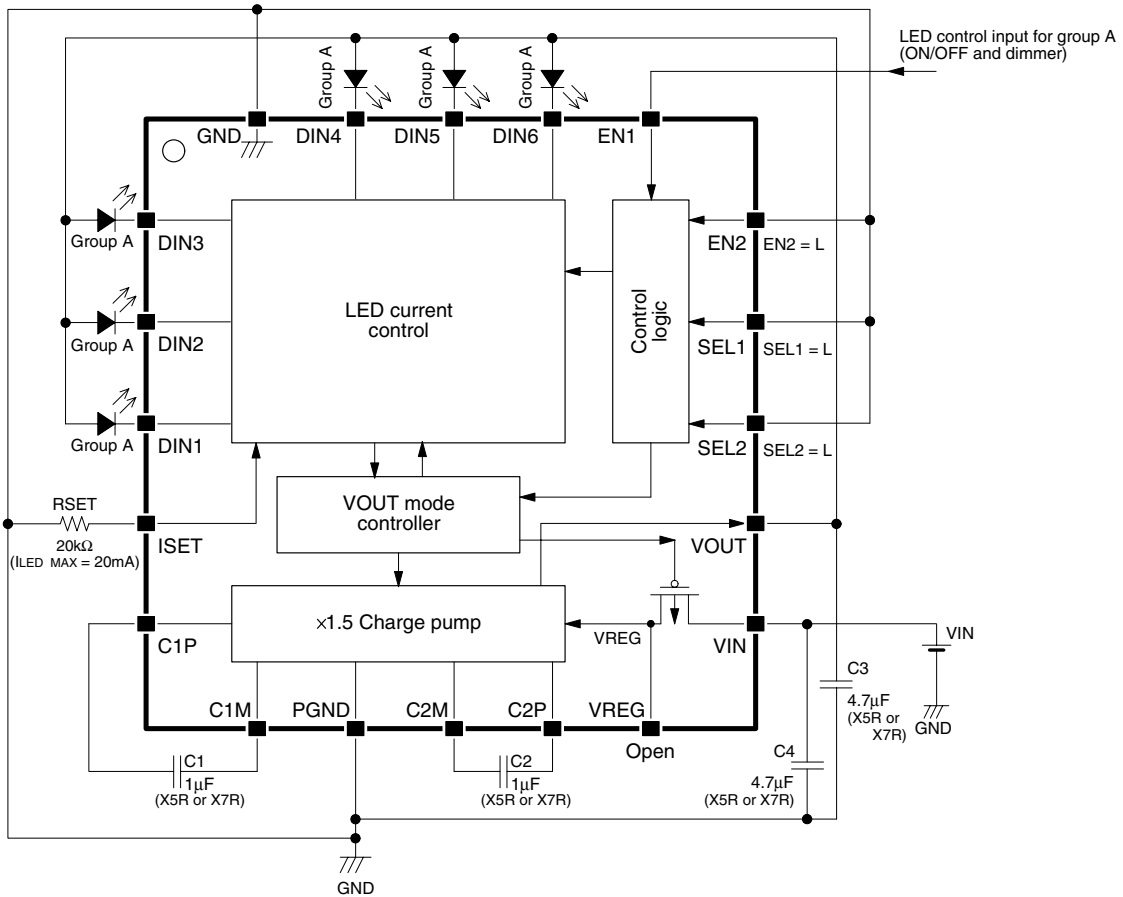 LED control input for group A
(ON/OFF and dimmer)
Group A
Group A
Group A
GND
DIN4
DIN5
DIN6
EN1
Group A
DIN3
EN2
EN2 = L
LED current
control
Control
logic
Group A
DIN2
SEL1
SEL1 = L
Group A
DIN1
SEL2
SEL2 = L
RSET
20kΩ
(ILED MAX = 20mA)
ISET
VOUT mode
controller
VOUT
×1.5 Charge pump
C1P
VREG
VIN
VIN
C1M
PGND
C2M
C2P
VREG
Open
C3
4.7µF
(X5R or
X7R)
GND
C1
1µF
(X5R or X7R)
C2
1µF
(X5R or X7R)
C4
4.7µF
(X5R or X7R)
GND